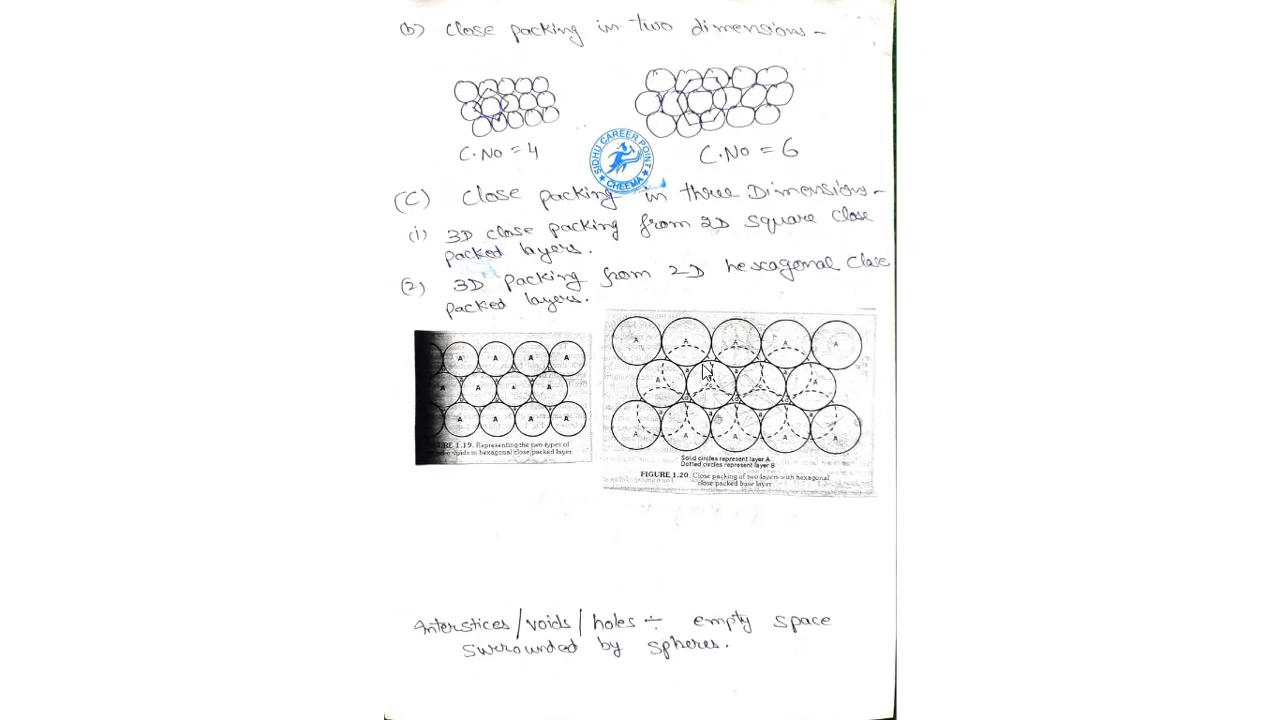 (b) Close packing in two dimensions -
C.No = 4
C.No = 6
SIDHU CAREER POINT
CHEEMA
(C) Close packing in three Dimensions -
(i) 3D close packing from 2D square close
packed layers.
(2) 3D packing from 2-D hexagonal close
packed layers.
A A A A
A A A A
A A A A
RE 1.19. Representing the two types of
voids in hexagonal close packed layer
A A A A A
A A
A A A A A
Solid circles represent layer A
Dotted circles represent layer B
FIGURE 1.20. Close packing of two layers with hexagonal
close packed base layer
Interstices/voids/holes ÷ empty space
surrounded by spheres.